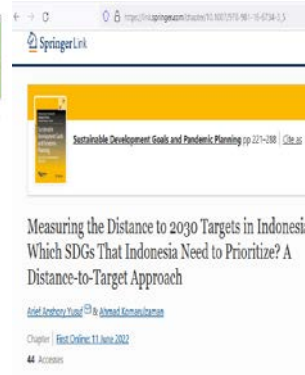 https://link.springer.com/chapter/10.1007/978-981-16-6734-3_5
Springer Link
Sustainable Development Goals and Pandemic Planning pp 221–288 | Cite as
Measuring the Distance to 2030 Targets in Indonesia
Which SDGs That Indonesia Need to Prioritize? A
Distance-to-Target Approach
Arief Anshory Yusuf & Ahmad Komarulzaman
Chapter | First Online: 11 June 2022
44 Accesses